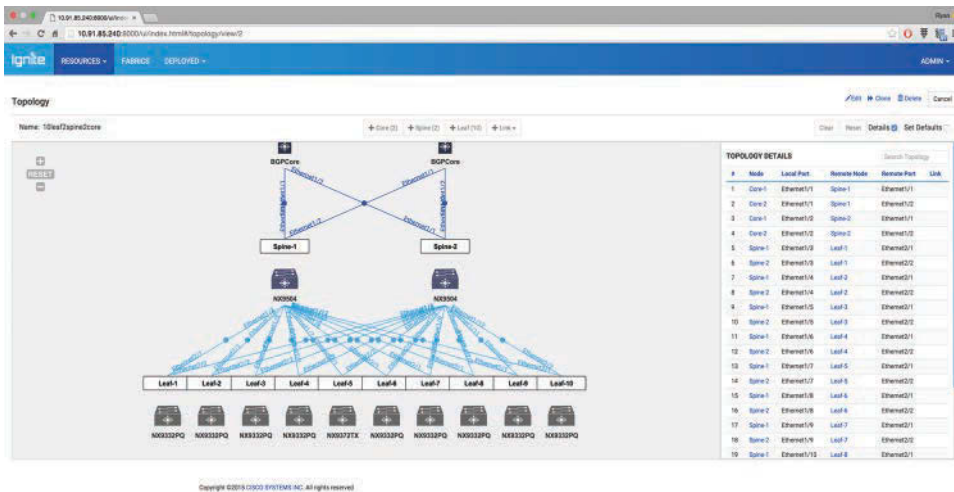 10.91.85.240:8000/ui/index.html#/topology/view/2
Ignite
RESOURCES
FABRICS
DEPLOYED
ADMIN
Topology
Edit Clone Delete Cancel
Name: 10leaf2spine2core
Core (2) Spine (2) Leaf (10) Link
Clear Reset Details Set Defaults
RESET
BGPCore BGPCore
Spine-1 Spine-2
NX9504 NX9504
Leaf-1 Leaf-2 Leaf-3 Leaf-4 Leaf-5 Leaf-6 Leaf-7 Leaf-8 Leaf-9 Leaf-10
NX9332PQ NX9332PQ NX9332PQ NX9332PQ NX9372TX NX9332PQ NX9332PQ NX9332PQ NX9332PQ NX9332PQ
TOPOLOGY DETAILS
Search Topology
# Node Local Port Remote Node Remote Port Link
1 Core-1 Ethernet1/1 Spine-1 Ethernet1/1
2 Core-2 Ethernet1/1 Spine-1 Ethernet1/2
3 Core-1 Ethernet1/2 Spine-2 Ethernet1/1
4 Core-2 Ethernet1/2 Spine-2 Ethernet1/2
5 Spine-1 Ethernet1/3 Leaf-1 Ethernet2/1
6 Spine-2 Ethernet1/3 Leaf-1 Ethernet2/2
7 Spine-1 Ethernet1/4 Leaf-2 Ethernet2/1
8 Spine-2 Ethernet1/4 Leaf-2 Ethernet2/2
9 Spine-1 Ethernet1/5 Leaf-3 Ethernet2/1
10 Spine-2 Ethernet1/5 Leaf-3 Ethernet2/2
11 Spine-1 Ethernet1/6 Leaf-4 Ethernet2/1
12 Spine-2 Ethernet1/6 Leaf-4 Ethernet2/2
13 Spine-1 Ethernet1/7 Leaf-5 Ethernet2/1
14 Spine-2 Ethernet1/7 Leaf-5 Ethernet2/2
15 Spine-1 Ethernet1/8 Leaf-6 Ethernet2/1
16 Spine-2 Ethernet1/8 Leaf-6 Ethernet2/2
17 Spine-1 Ethernet1/9 Leaf-7 Ethernet2/1
18 Spine-2 Ethernet1/9 Leaf-7 Ethernet2/2
19 Spine-1 Ethernet1/10 Leaf-8 Ethernet2/1
Copyright ©2015 CISCO SYSTEMS INC. All rights reserved